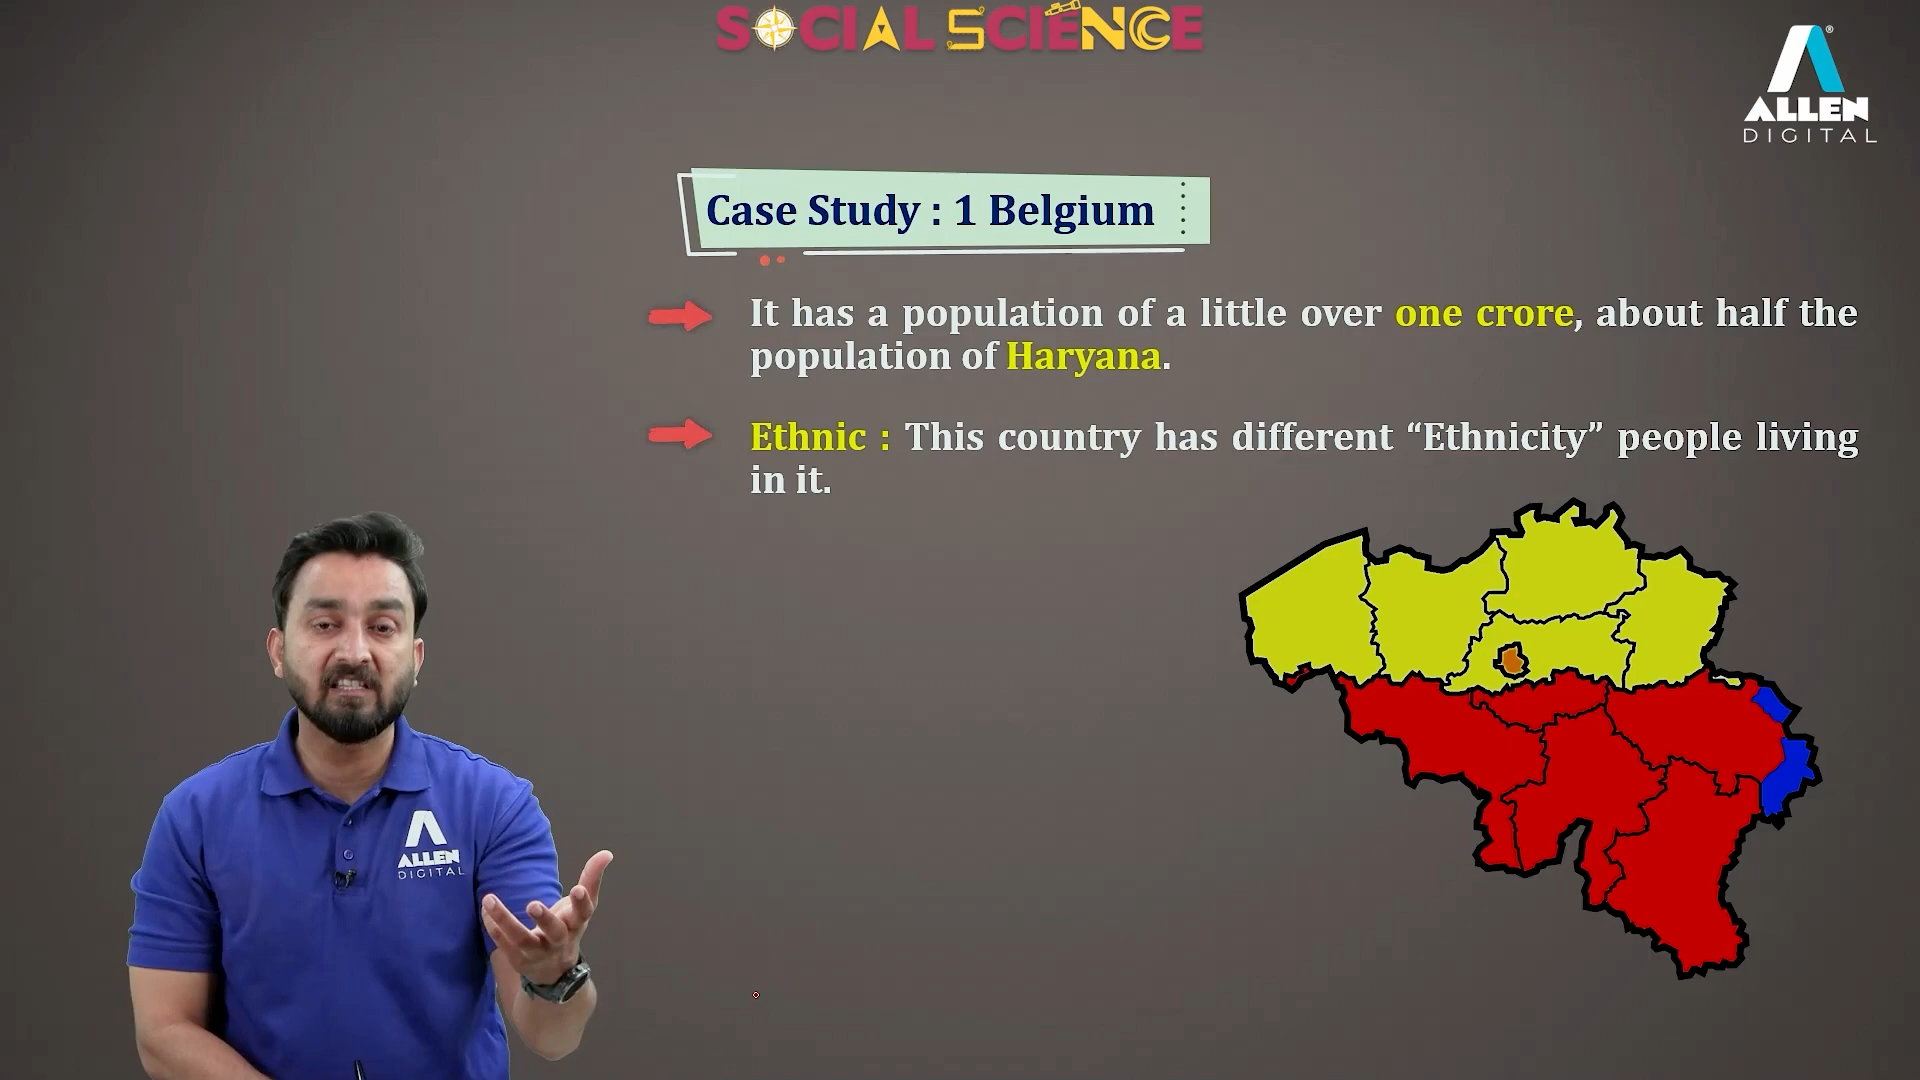 SOCIAL SCIENCE
ALLEN
DIGITAL
Case Study : 1 Belgium
It has a population of a little over one crore, about half the
population of Haryana.
Ethnic : This country has different “Ethnicity” people living
in it.
ALLEN
DIGITAL